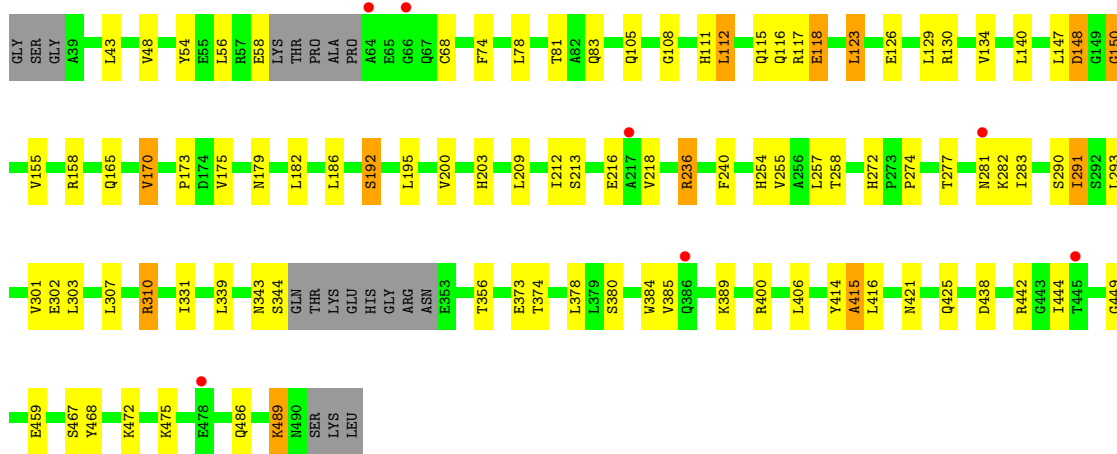 GLY SER GLY A39 L43 V48 Y54 E55 L56 R57 E58 LYS THR PRO ALA PRO A64 E65 G66 Q67 C68 F74 L78 T81 A82 Q83 Q105 G108 H111 L112 Q115 Q116 R117 E118 L123 E126 L129 R130 V134 L140 L147 D148 G149 G150
V155 R158 Q165 V170 P173 D174 V175 N179 L182 L186 S192 L195 V200 H203 L209 I212 S213 E216 A217 V218 R236 F240 H254 V255 A256 L257 T258 H272 P273 P274 T277 N281 K282 I283 S290 I291 S292 L293
V301 E302 L303 L307 R310 I331 L339 N343 S344 GLN THR LYS GLU HIS GLY ARG ASN E353 T356 E373 T374 L378 L379 S380 W384 V385 Q386 K389 R400 L406 Y414 A415 L416 N421 Q425 D438 R442 G443 I444 T445 G449
E459 S467 Y468 K472 K475 E478 Q486 K489 N490 SER LYS LEU